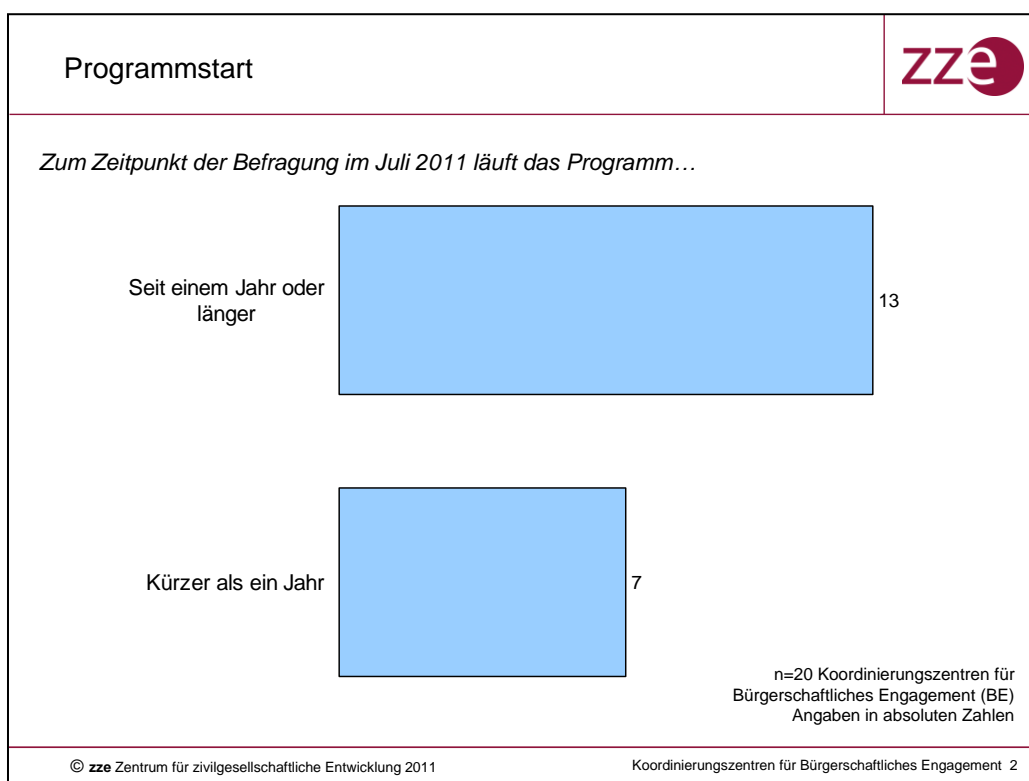 Programmstart
zze
Zum Zeitpunkt der Befragung im Juli 2011 läuft das Programm…
Seit einem Jahr oder
länger
13
Kürzer als ein Jahr
7
n=20 Koordinierungszentren für
Bürgerschaftliches Engagement (BE)
Angaben in absoluten Zahlen
© zze Zentrum für zivilgesellschaftliche Entwicklung 2011
Koordinierungszentren für Bürgerschaftliches Engagement 2